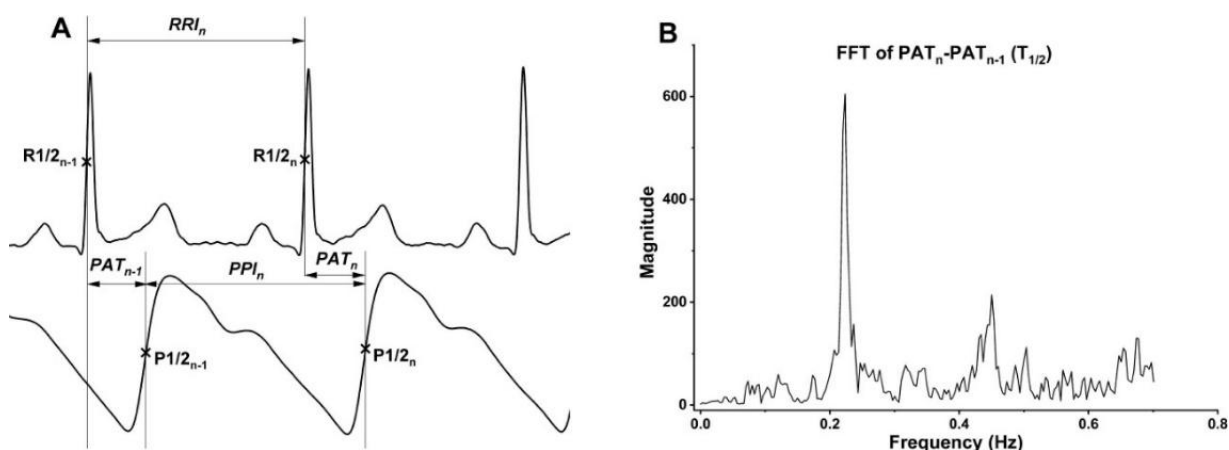 A
RRIₙ
R1/2ₙ₋₁
R1/2ₙ
PATₙ₋₁
PPIₙ
PATₙ
P1/2ₙ₋₁
P1/2ₙ
B
FFT of PATₙ-PATₙ₋₁ (T₁/₂)
Magnitude
600
400
200
0
0.0 0.2 0.4 0.6 0.8
Frequency (Hz)